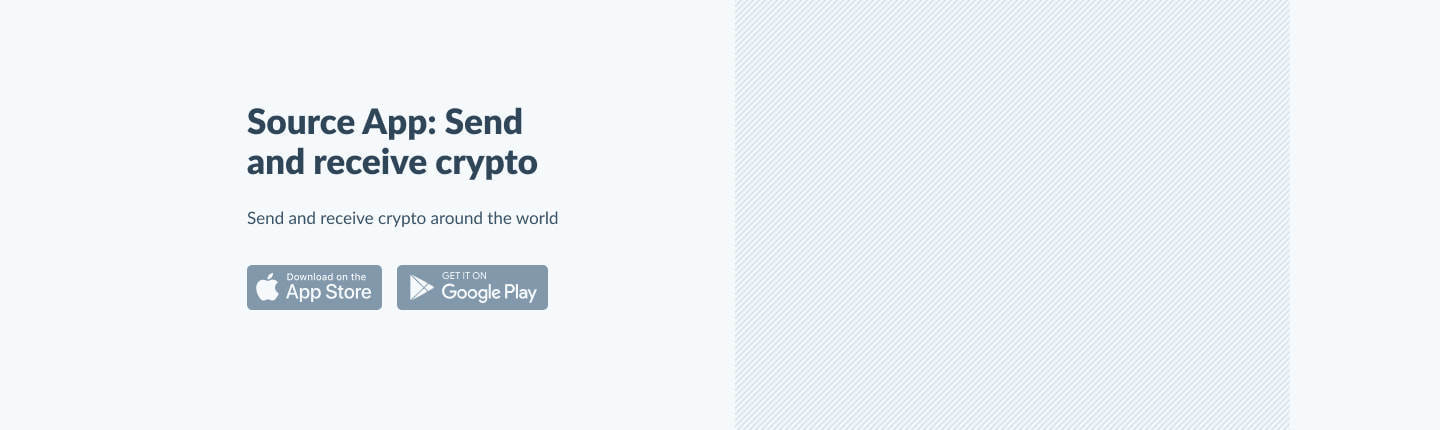 Source App: Send
and receive crypto
Send and receive crypto around the world
Download on the
App Store
GET IT ON
Google Play